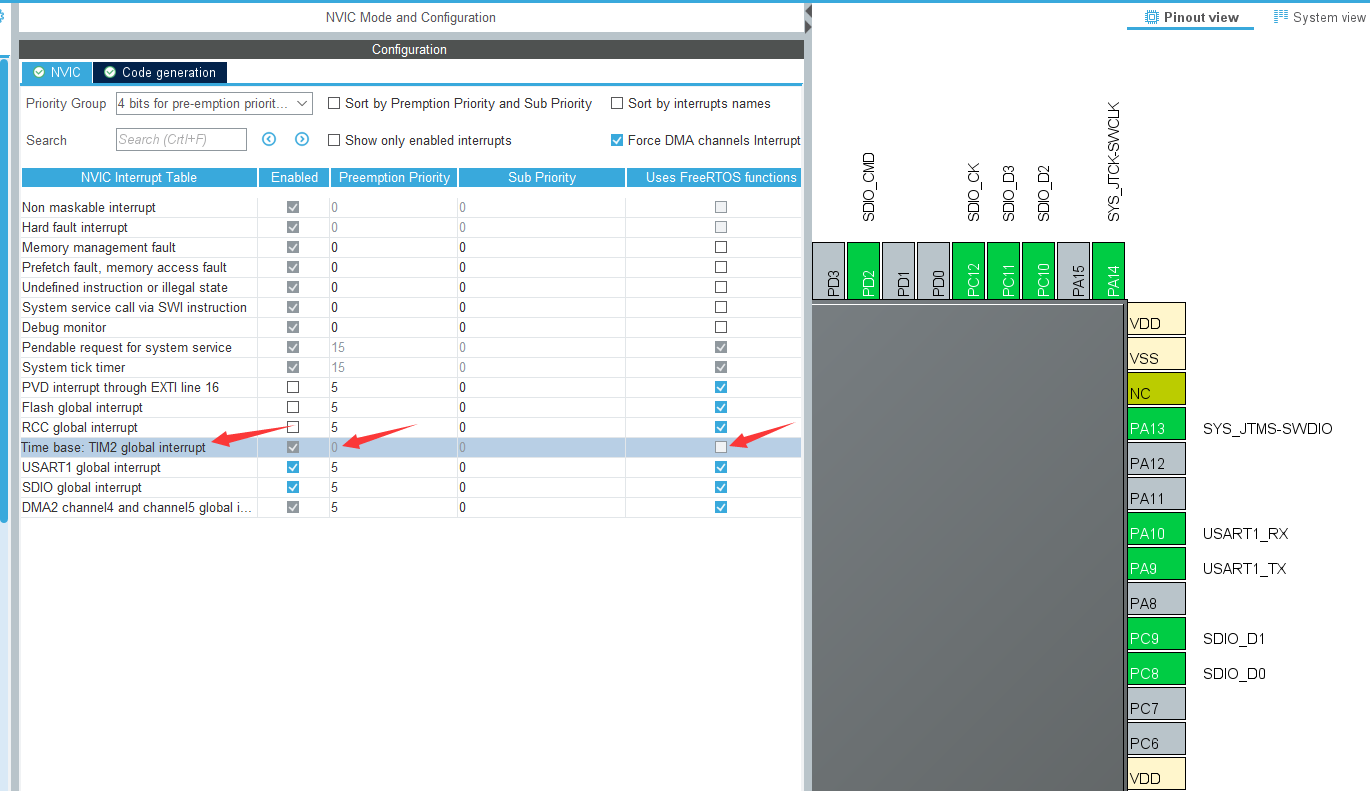 NVIC Mode and Configuration
Pinout view
System view
Configuration
NVIC
Code generation
Priority Group
4 bits for pre-emption priorit...
Sort by Premption Priority and Sub Priority
Sort by interrupts names
Search
Search (Crtl+F)
Show only enabled interrupts
Force DMA channels Interrupt
NVIC Interrupt Table Enabled Preemption Priority Sub Priority Uses FreeRTOS functions
Non maskable interrupt 0 0
Hard fault interrupt 0 0
Memory management fault 0 0
Prefetch fault, memory access fault 0 0
Undefined instruction or illegal state 0 0
System service call via SWI instruction 0 0
Debug monitor 0 0
Pendable request for system service 15 0
System tick timer 15 0
PVD interrupt through EXTI line 16 5 0
Flash global interrupt 5 0
RCC global interrupt 5 0
Time base: TIM2 global interrupt 0 0
USART1 global interrupt 5 0
SDIO global interrupt 5 0
DMA2 channel4 and channel5 global i... 5 0
SDIO_CMD
SDIO_CK
SDIO_D3
SDIO_D2
SYS_JTCK-SWCLK
PD3
PD2
PD1
PD0
PC12
PC11
PC10
PA15
PA14
VDD
VSS
NC
PA13 SYS_JTMS-SWDIO
PA12
PA11
PA10 USART1_RX
PA9 USART1_TX
PA8
PC9 SDIO_D1
PC8 SDIO_D0
PC7
PC6
VDD